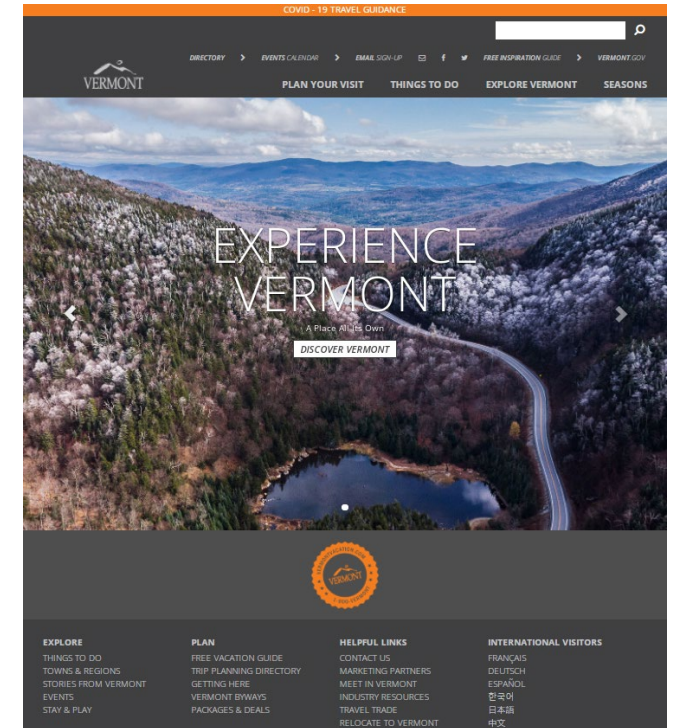 COVID - 19 TRAVEL GUIDANCE
DIRECTORY
EVENTS CALENDAR
EMAIL SIGN-UP
FREE INSPIRATION GUIDE
VERMONT.GOV
VERMONT
PLAN YOUR VISIT
THINGS TO DO
EXPLORE VERMONT
SEASONS
EXPERIENCE
VERMONT
A Place All Its Own
DISCOVER VERMONT
VERMONT
EXPLORE
THINGS TO DO
TOWNS & REGIONS
STORIES FROM VERMONT
EVENTS
STAY & PLAY
PLAN
FREE VACATION GUIDE
TRIP PLANNING DIRECTORY
GETTING HERE
VERMONT BYWAYS
PACKAGES & DEALS
HELPFUL LINKS
CONTACT US
MARKETING PARTNERS
MEET IN VERMONT
INDUSTRY RESOURCES
TRAVEL TRADE
RELOCATE TO VERMONT
INTERNATIONAL VISITORS
FRANÇAIS
DEUTSCH
ESPAÑOL
한국어
日本語
中文